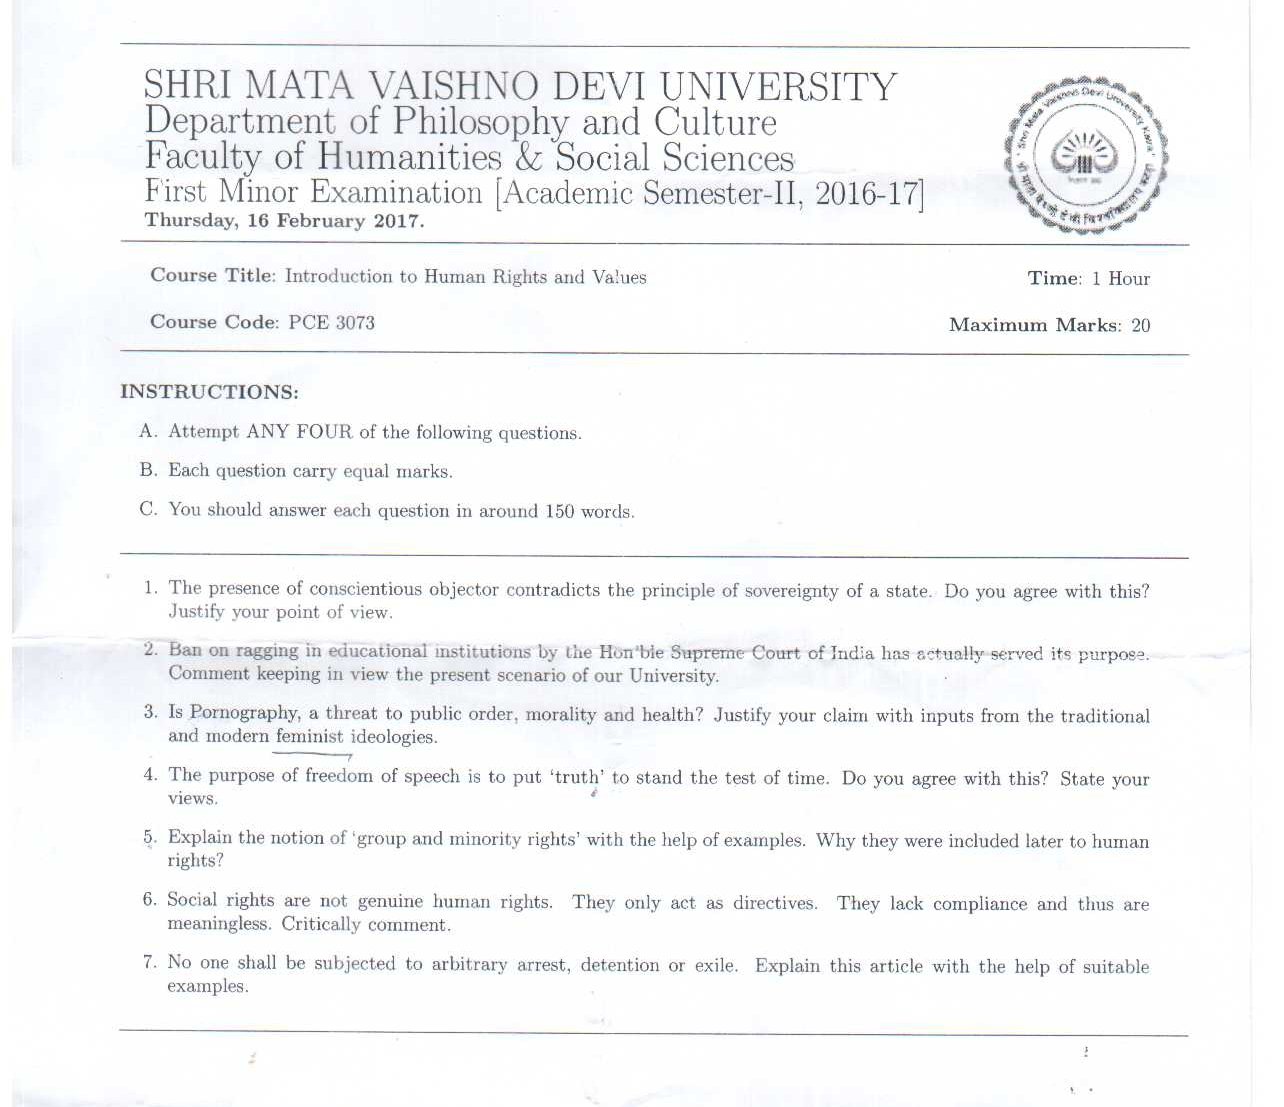 SHRI MATA VAISHNO DEVI UNIVERSITY
Department of Philosophy and Culture
Faculty of Humanities & Social Sciences
First Minor Examination [Academic Semester-II, 2016-17]
Thursday, 16 February 2017.
Shri Mata Vaishno Devi University Katra
Course Title: Introduction to Human Rights and Values Time: 1 Hour
Course Code: PCE 3073 Maximum Marks: 20
INSTRUCTIONS:
A. Attempt ANY FOUR of the following questions.
B. Each question carry equal marks.
C. You should answer each question in around 150 words.
1. The presence of conscientious objector contradicts the principle of sovereignty of a state. Do you agree with this?
Justify your point of view.
2. Ban on ragging in educational institutions by the Hon'ble Supreme Court of India has actually served its purpose.
Comment keeping in view the present scenario of our University.
3. Is Pornography, a threat to public order, morality and health? Justify your claim with inputs from the traditional
and modern feminist ideologies.
4. The purpose of freedom of speech is to put 'truth' to stand the test of time. Do you agree with this? State your
views.
5. Explain the notion of 'group and minority rights' with the help of examples. Why they were included later to human
rights?
6. Social rights are not genuine human rights. They only act as directives. They lack compliance and thus are
meaningless. Critically comment.
7. No one shall be subjected to arbitrary arrest, detention or exile. Explain this article with the help of suitable
examples.